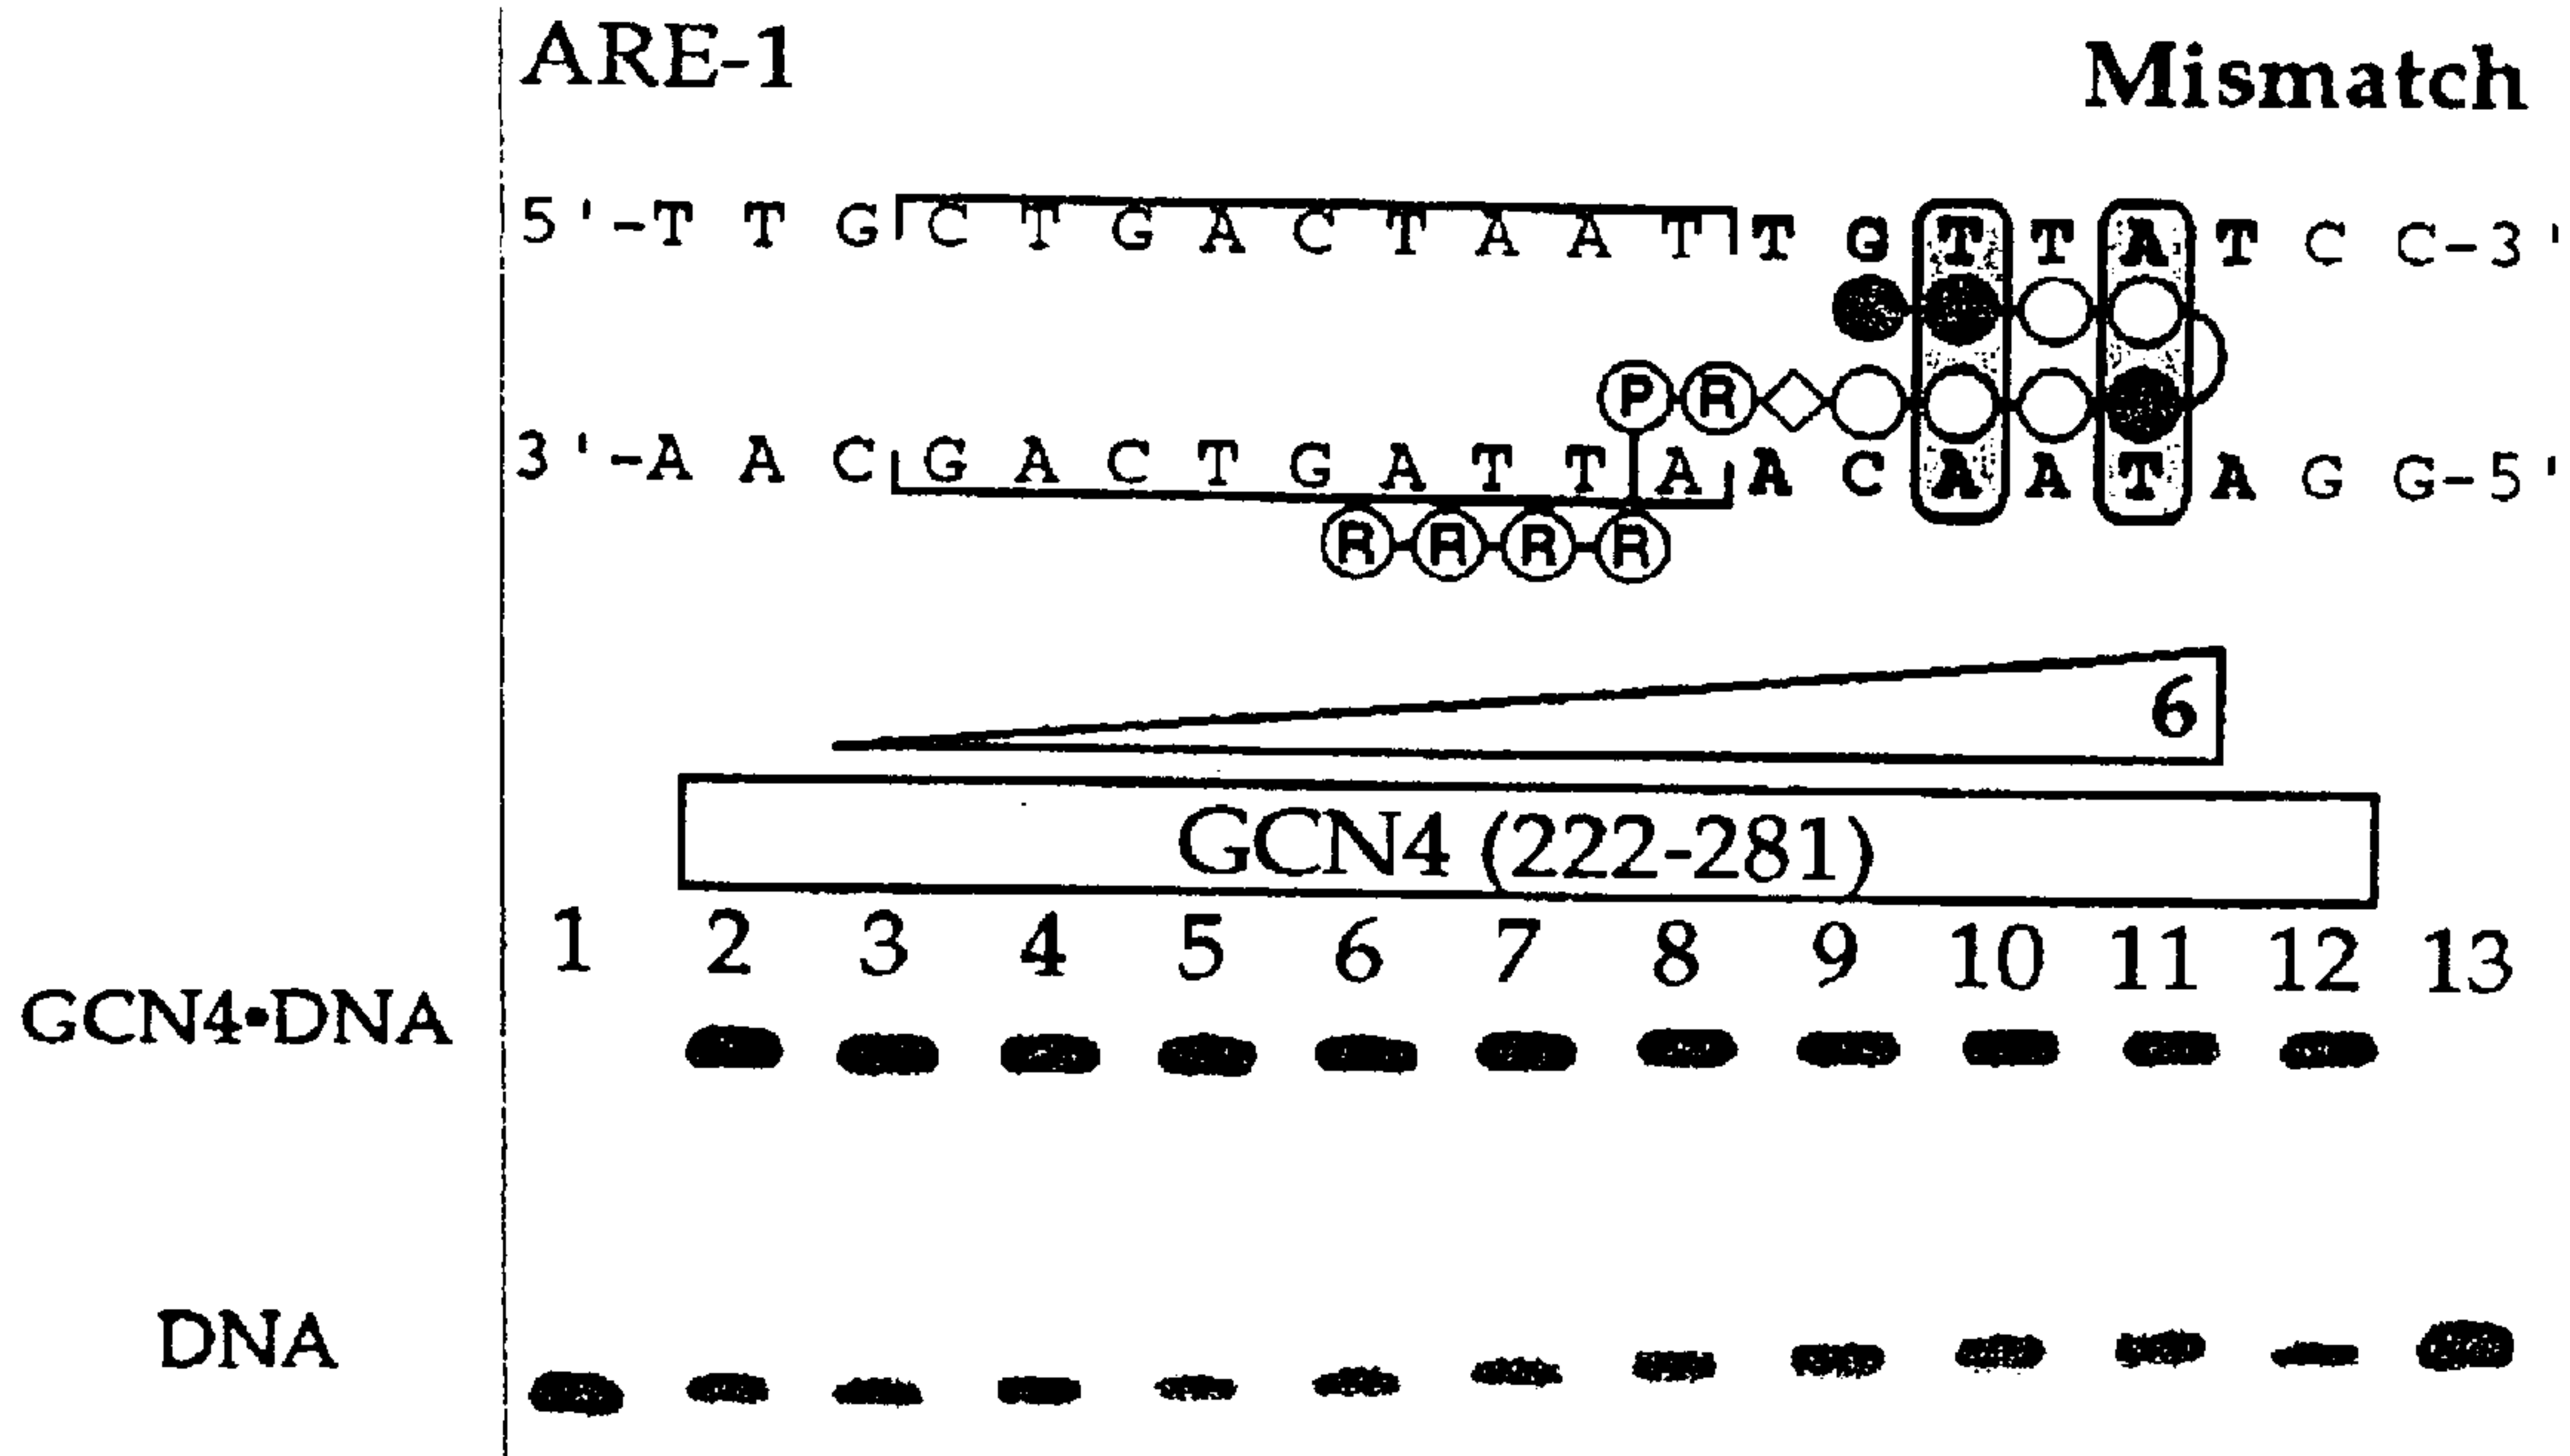 ARE-1
Mismatch
5'-T T G C T G A C T A A T T G T T A T C C-3'
P R
3'-A A C G A C T G A T T A A C A A T A G G-5'
R R R R
6
GCN4 (222-281)
1 2 3 4 5 6 7 8 9 10 11 12 13
GCN4•DNA
DNA